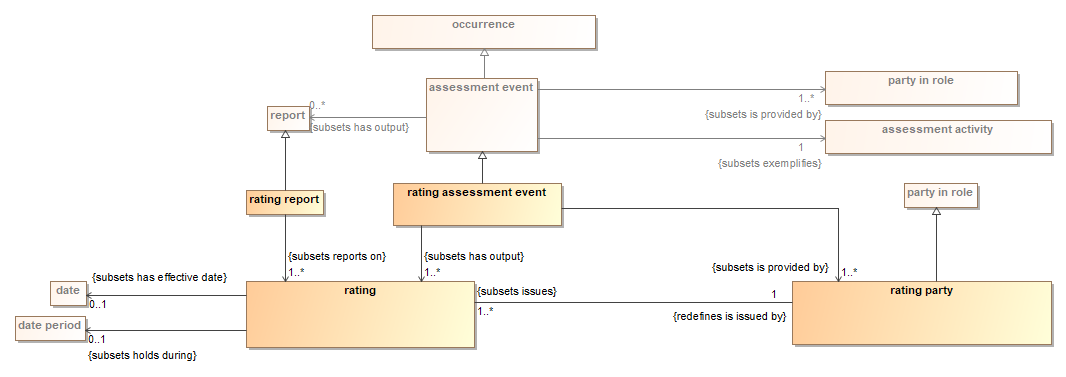 occurrence
assessment event
party in role
1..*
{subsets is provided by}
0..*
report
{subsets has output}
assessment activity
1
{subsets exemplifies}
rating report
rating assessment event
party in role
{subsets reports on}
1..*
{subsets has output}
1..*
{subsets is provided by}
1..*
{subsets has effective date}
date
0..1
rating
{subsets issues}
1..*
1
{redefines is issued by}
rating party
date period
0..1
{subsets holds during}